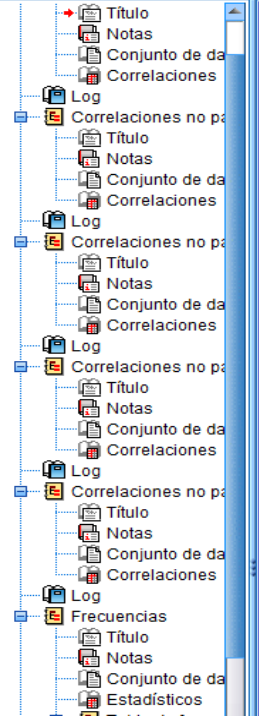 Título
Notas
Conjunto de da
Correlaciones
Log
Correlaciones no pa
Título
Notas
Conjunto de da
Correlaciones
Log
Correlaciones no pa
Título
Notas
Conjunto de da
Correlaciones
Log
Correlaciones no pa
Título
Notas
Conjunto de da
Correlaciones
Log
Correlaciones no pa
Título
Notas
Conjunto de da
Correlaciones
Log
Frecuencias
Título
Notas
Conjunto de da
Estadísticos